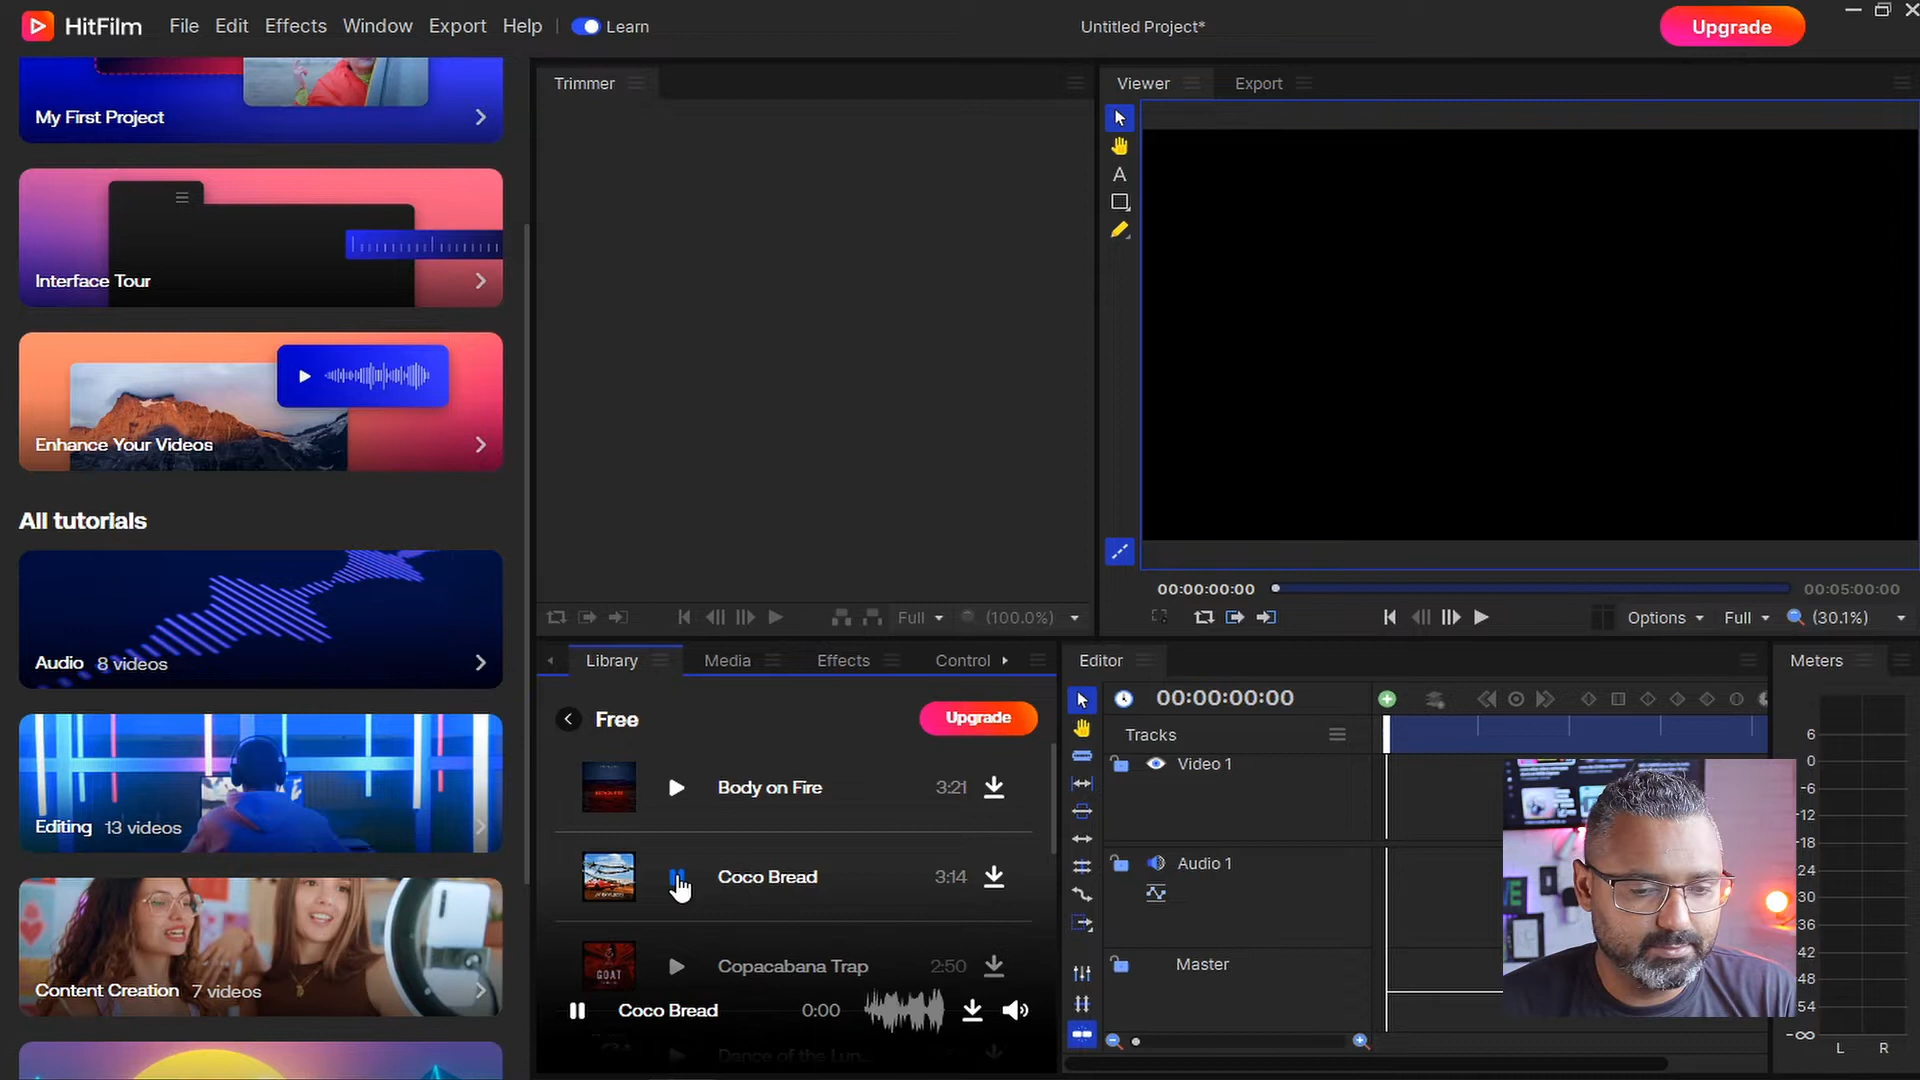 HitFilm File Edit Effects Window Export Help Learn Untitled Project* Upgrade
My First Project
Interface Tour
Enhance Your Videos
All tutorials
Audio 8 videos
Editing 13 videos
Content Creation 7 videos
Trimmer
Full (100.0%)
Viewer Export
A
00:00:00:00 00:05:00:00
Options Full (30.1%)
Library Media Effects Control
Free Upgrade
Body on Fire 3:21
Coco Bread 3:14
GOAT
Copacabana Trap 2:50
Coco Bread 0:00
Dance of the Lun...
Editor
00:00:00:00
Tracks
Video 1
Audio 1
Master
Meters
6
0
-6
-12
-18
-24
-30
-36
-42
-48
-54
-∞
L R